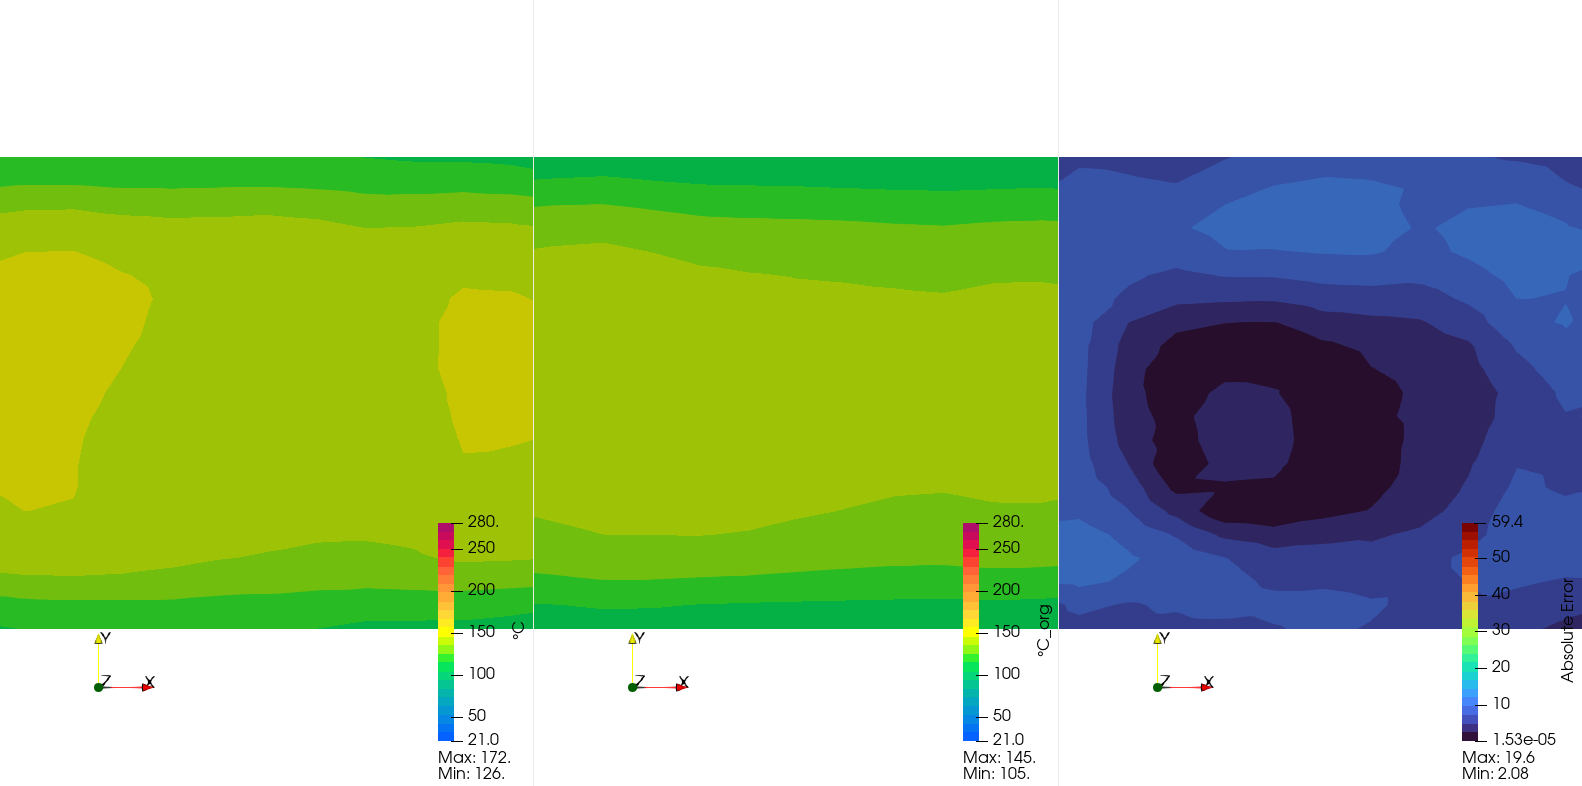 280.
250
200
150
100
50
21.0
°C
Max: 172.
Min: 126.
Y
Z
X
280.
250
200
150
100
50
21.0
°C_org
Max: 145.
Min: 105.
Y
Z
X
59.4
50
40
30
20
10
1.53e-05
Absolute Error
Max: 19.6
Min: 2.08
Y
Z
X